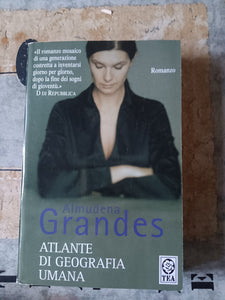 «Il romanzo mosaico
di una generazione
costretta a inventarsi
giorno per giorno,
dopo la fine dei sogni
di gioventù.»
D DI REPUBBLICA
Romanzo
Almudena
Grandes
ATLANTE
DI GEOGRAFIA
UMANA
TEA